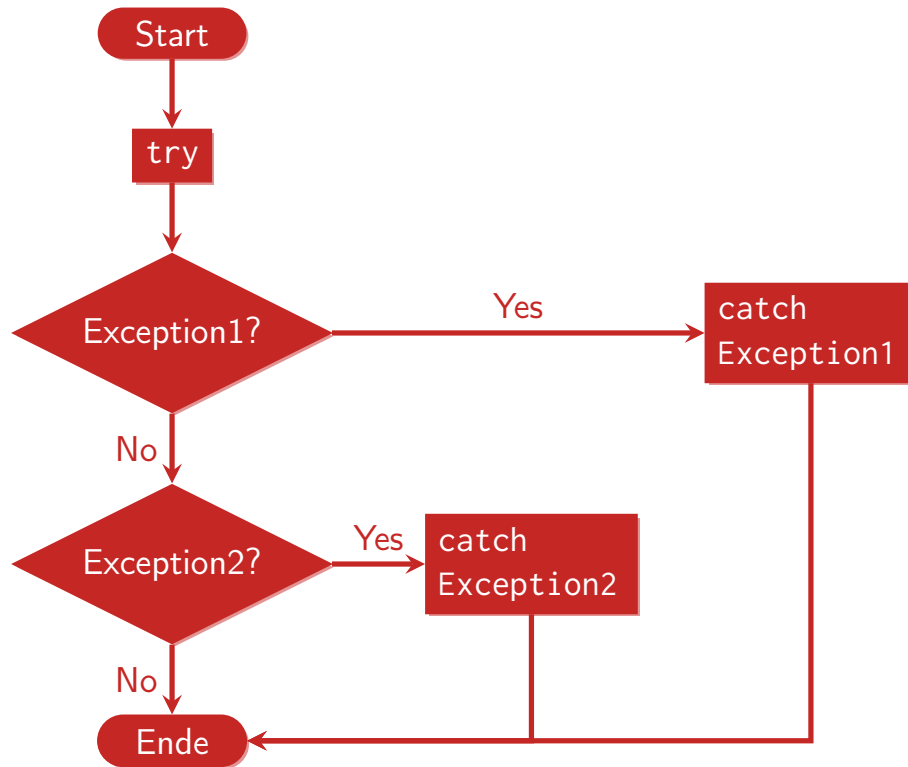 Start
try
Exception1?
Yes
catch
Exception1
No
Exception2?
Yes
catch
Exception2
No
Ende